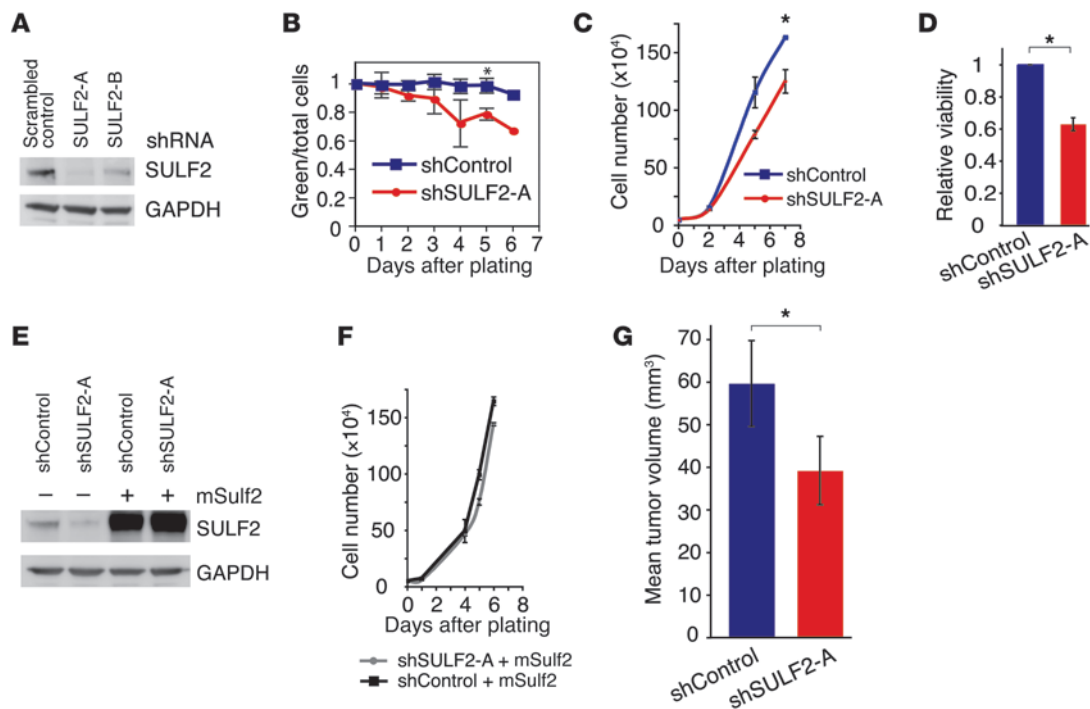 A
Scrambled
control
SULF2-A
SULF2-B
shRNA
SULF2
GAPDH
B
Green/total cells
1
0.8
0.6
0.4
0.2
0
*
shControl
shSULF2-A
0 1 2 3 4 5 6 7
Days after plating
C
Cell number (×10⁴)
150
100
50
0
*
shControl
shSULF2-A
0 2 4 6 8
Days after plating
D
Relative viability
1
0.8
0.6
0.4
0.2
0
*
shControl
shSULF2-A
E
shControl
shSULF2-A
shControl
shSULF2-A
– – + + mSulf2
SULF2
GAPDH
F
Cell number (×10⁴)
150
100
50
0
0 2 4 6 8
Days after plating
shSULF2-A + mSulf2
shControl + mSulf2
G
Mean tumor volume (mm³)
70
60
50
40
30
20
10
0
*
shControl
shSULF2-A